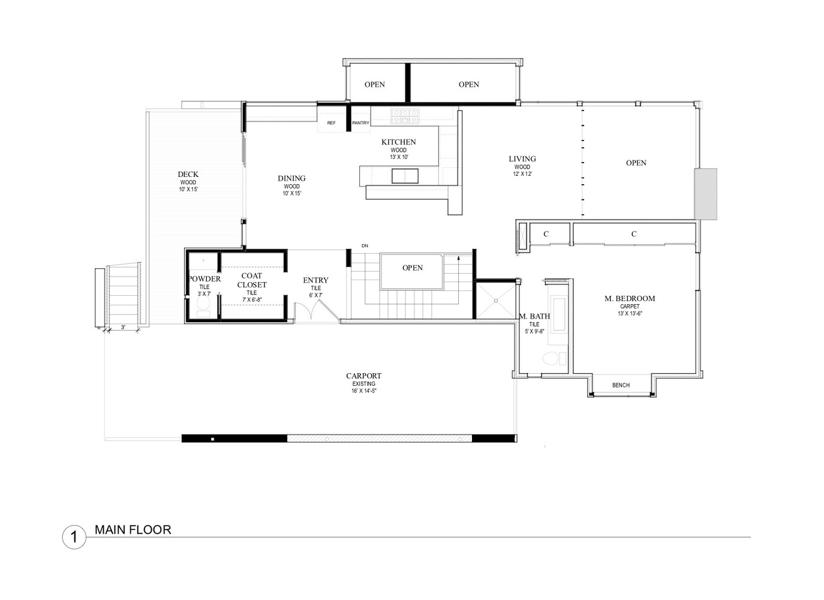 OPEN
OPEN
REF
PANTRY
KITCHEN
WOOD
13' X 10'
LIVING
WOOD
12' X 12'
OPEN
DECK
WOOD
10' X 15'
DINING
WOOD
10' X 15'
C
C
DN
OPEN
POWDER
TILE
3' X 7'
COAT
CLOSET
TILE
7' X 6'-8"
ENTRY
TILE
6' X 7'
M. BEDROOM
CARPET
13' X 13'-6"
M. BATH
TILE
5' X 9'-8"
3'
CARPORT
EXISTING
16' X 14'-5"
BENCH
1
MAIN FLOOR